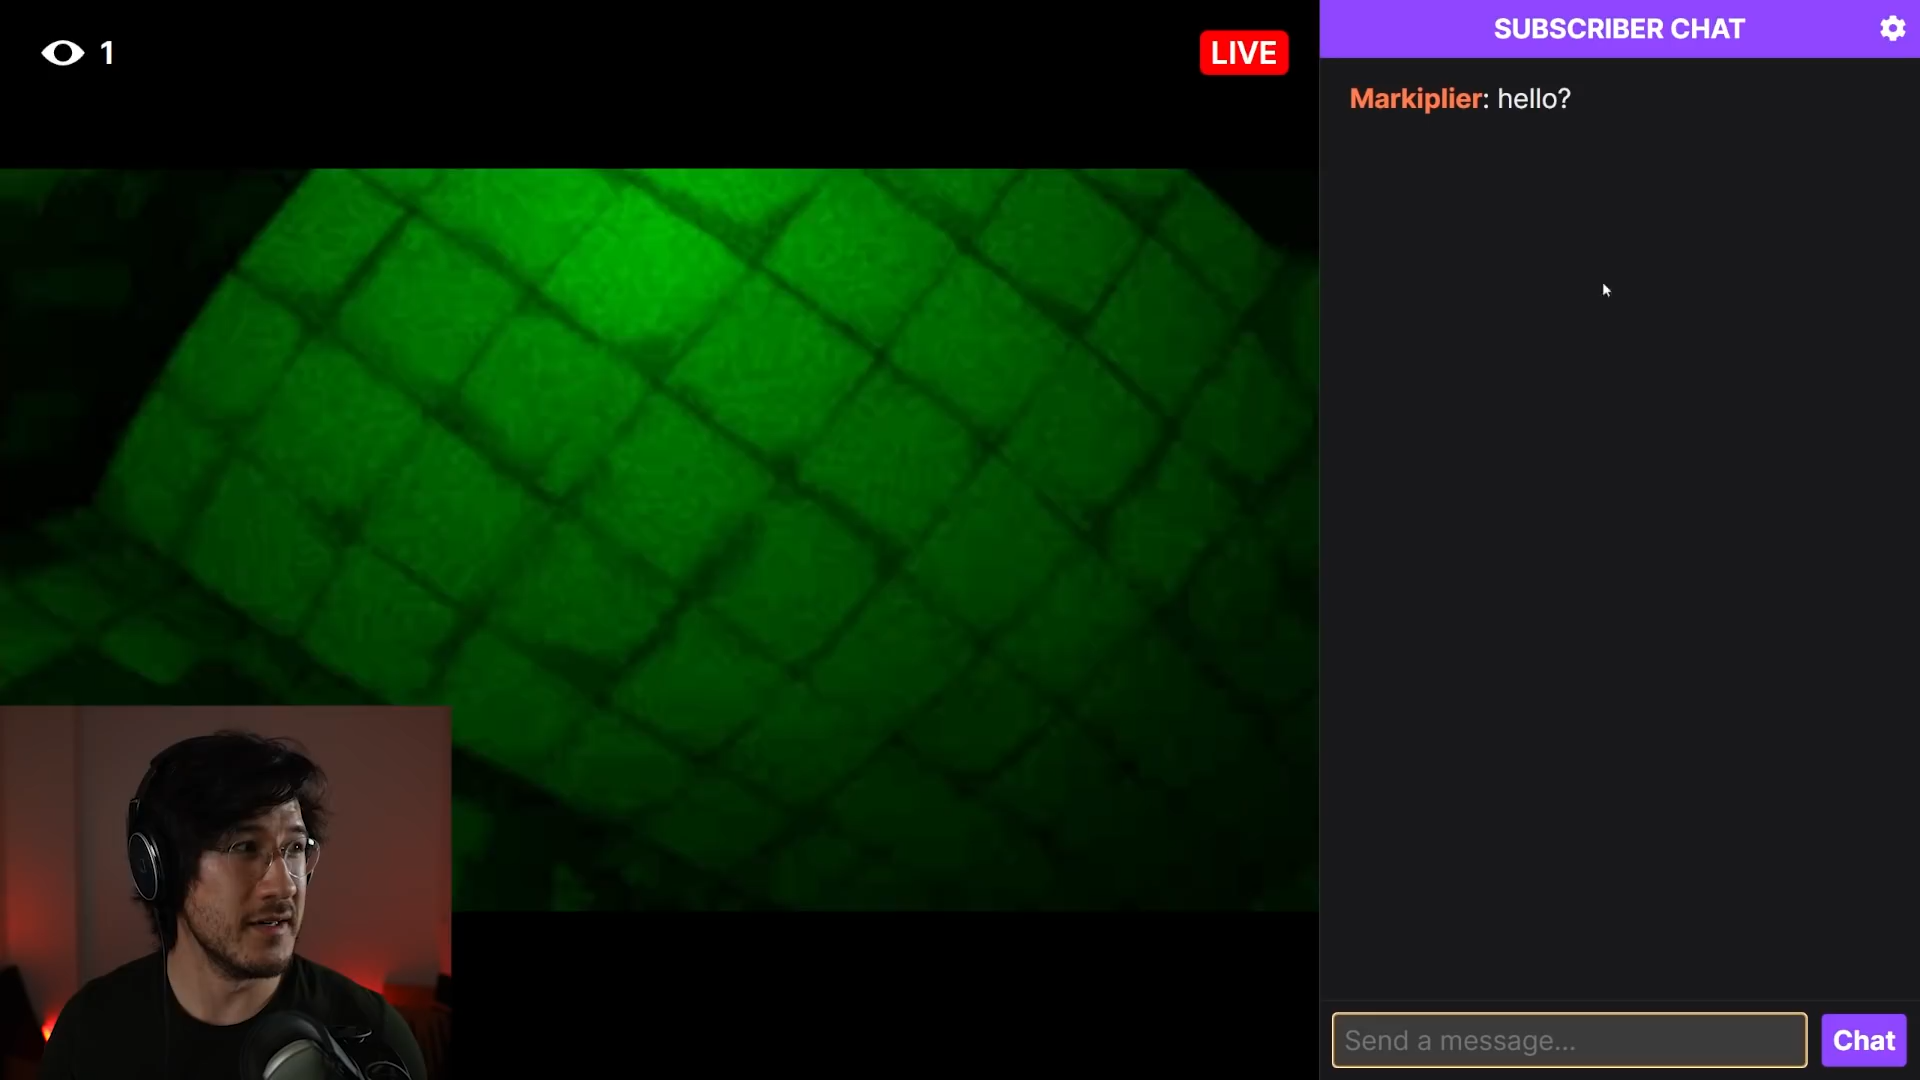 1
LIVE
SUBSCRIBER CHAT
Markiplier: hello?
Send a message...
Chat